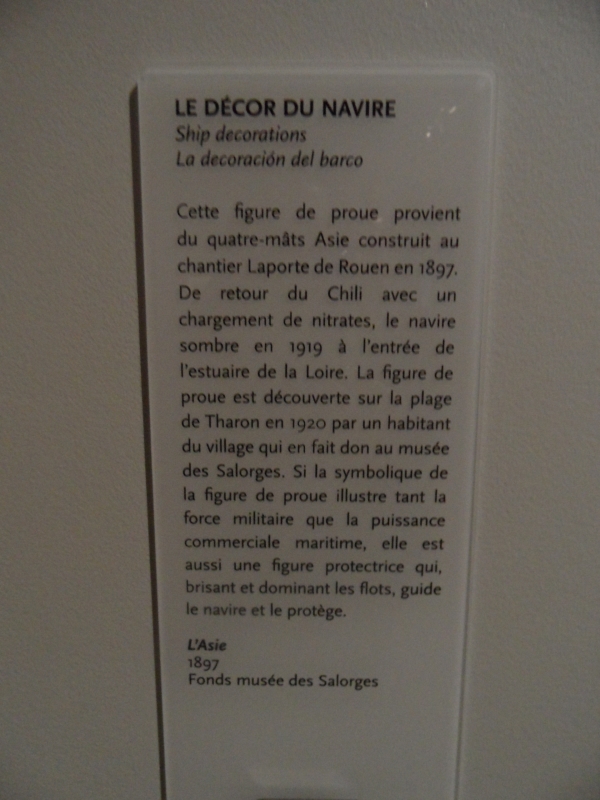 LE DÉCOR DU NAVIRE
Ship decorations
La decoración del barco
Cette figure de proue provient
du quatre-mâts Asie construit au
chantier Laporte de Rouen en 1897.
De retour du Chili avec un
chargement de nitrates, le navire
sombre en 1919 à l'entrée de
l'estuaire de la Loire. La figure de
proue est découverte sur la plage
de Tharon en 1920 par un habitant
du village qui en fait don au musée
des Salorges. Si la symbolique de
la figure de proue illustre tant la
force militaire que la puissance
commerciale maritime, elle est
aussi une figure protectrice qui,
brisant et dominant les flots, guide
le navire et le protège.
L'Asie
1897
Fonds musée des Salorges